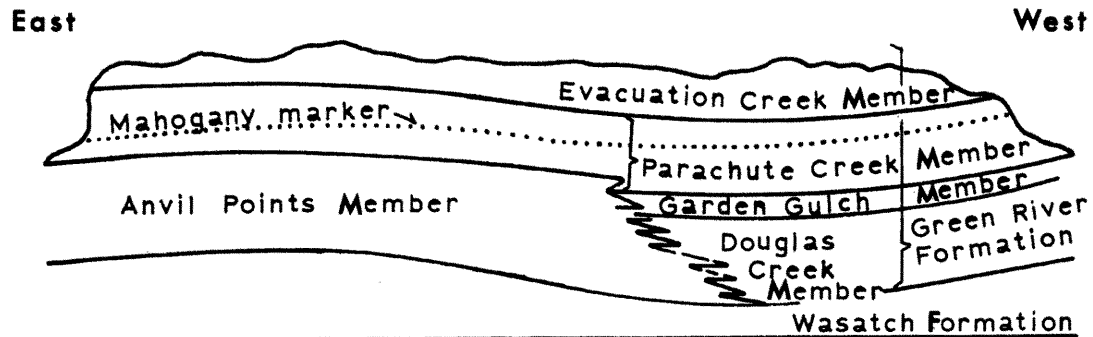 East
West
Evacuation Creek Member
Mahogany marker
Parachute Creek Member
Anvil Points Member
Garden Gulch Member
Douglas
Creek
Member
Green River
Formation
Wasatch Formation